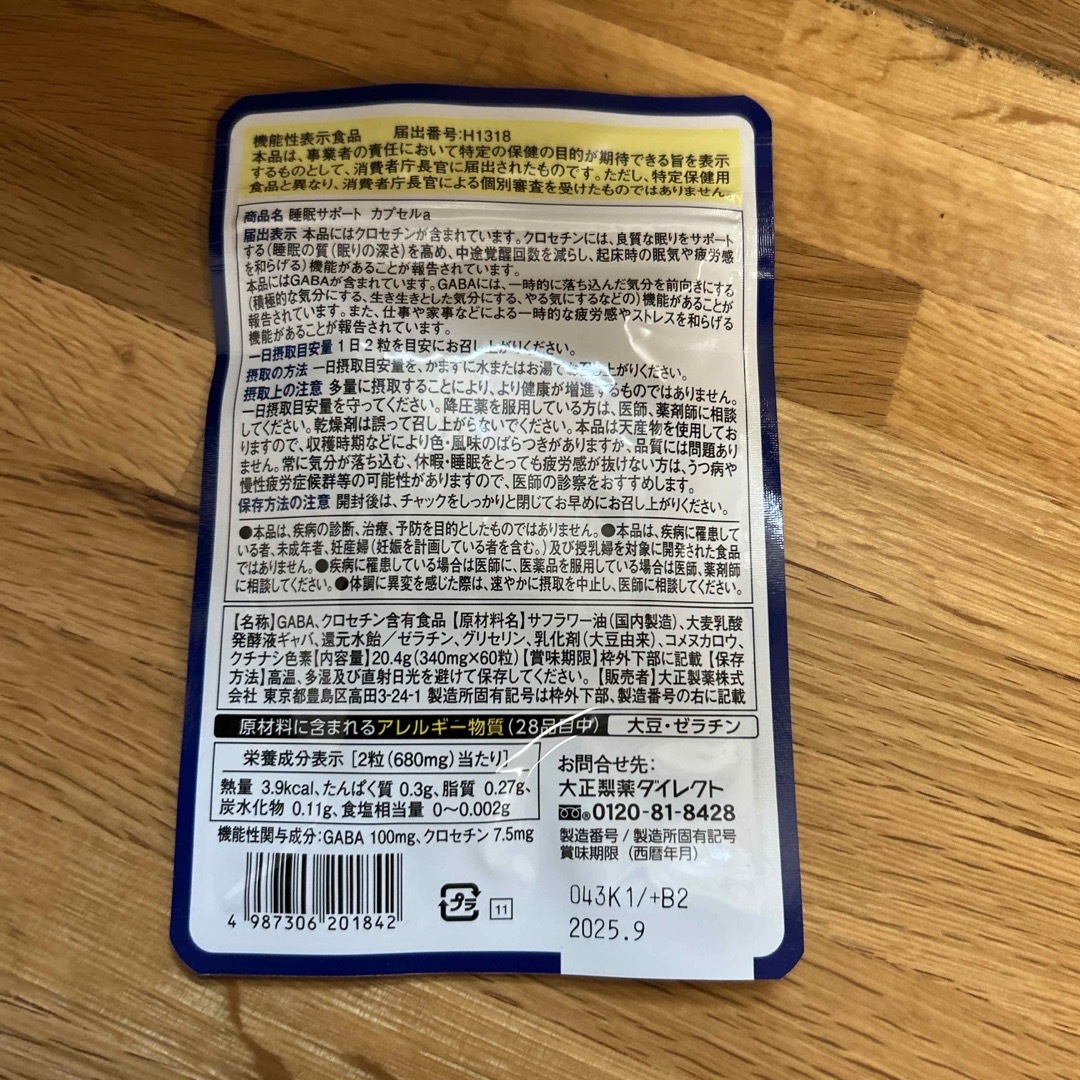 機能性表示食品 届出番号:H1318
本品は、事業者の責任において特定の保健の目的が期待できる旨を表示
するものとして、消費者庁長官に届出されたものです。ただし、特定保健用
食品と異なり、消費者庁長官による個別審査を受けたものではありません。
商品名 睡眠サポート カプセルa
届出表示 本品にはクロセチンが含まれています。クロセチンには、良質な眠りをサポート
する(睡眠の質(眠りの深さ)を高め、中途覚醒回数を減らし、起床時の眠気や疲労感
を和らげる)機能があることが報告されています。
本品にはGABAが含まれています。GABAには、一時的に落ち込んだ気分を前向きにする
(積極的な気分にする、生き生きとした気分にする、やる気にするなどの)機能があることが
報告されています。また、仕事や家事などによる一時的な疲労感やストレスを和らげる
機能があることが報告されています。
一日摂取目安量 1日2粒を目安にお召し上がりください。
摂取の方法 一日摂取目安量を、かまずに水またはお湯でお召し上がりください。
摂取上の注意 多量に摂取することにより、より健康が増進するものではありません。
一日摂取目安量を守ってください。降圧薬を服用している方は、医師、薬剤師に相談
してください。乾燥剤は誤って召し上がらないでください。本品は天産物を使用してお
りますので、収穫時期などにより色・風味のばらつきがありますが、品質には問題あり
ません。常に気分が落ち込む、休暇・睡眠をとっても疲労感が抜けない方は、うつ病や
慢性疲労症候群等の可能性がありますので、医師の診察をおすすめします。
保存方法の注意 開封後は、チャックをしっかりと閉じてお早めにお召し上がりください。
●本品は、疾病の診断、治療、予防を目的としたものではありません。●本品は、疾病に罹患して
いる者、未成年者、妊産婦(妊娠を計画している者を含む。)及び授乳婦を対象に開発された食品
ではありません。●疾病に罹患している場合は医師に、医薬品を服用している場合は医師、薬剤師
に相談してください。●体調に異変を感じた際は、速やかに摂取を中止し、医師に相談してください。
【名称】GABA、クロセチン含有食品【原材料名】サフラワー油(国内製造)、大麦乳酸
発酵液ギャバ、還元水飴/ゼラチン、グリセリン、乳化剤(大豆由来)、コメヌカロウ、
クチナシ色素【内容量】20.4g(340mg×60粒)【賞味期限】枠外下部に記載【保存
方法】高温、多湿及び直射日光を避けて保存してください。【販売者】大正製薬株式
会社 東京都豊島区高田3-24-1 製造所固有記号は枠外下部、製造番号の右に記載
原材料に含まれるアレルギー物質(28品目中) 大豆・ゼラチン
栄養成分表示[2粒(680mg)当たり]
熱量 3.9kcal、たんぱく質 0.3g、脂質 0.27g、
炭水化物 0.11g、食塩相当量 0〜0.002g
機能性関与成分:GABA 100mg、クロセチン 7.5mg
4 987306 201842
プラ
11
お問合せ先:
大正製薬ダイレクト
0120-81-8428
製造番号/製造所固有記号
賞味期限(西暦年月)
043K1/+B2
2025.9